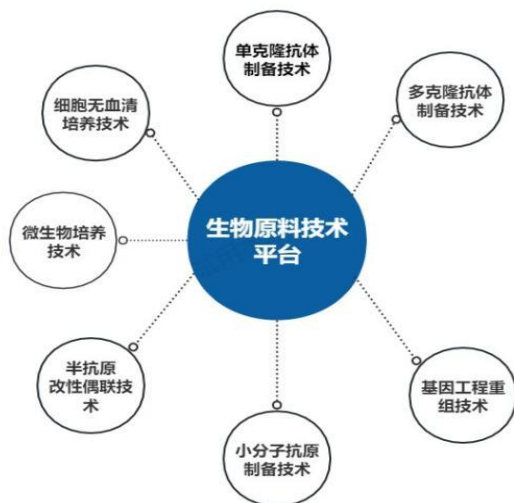 单克隆抗体
制备技术
多克隆抗体
制备技术
细胞无血清
培养技术
生物原料技术
平台
微生物培养
技术
半抗原
改性偶联技
术
基因工程重
组技术
小分子抗原
制备技术